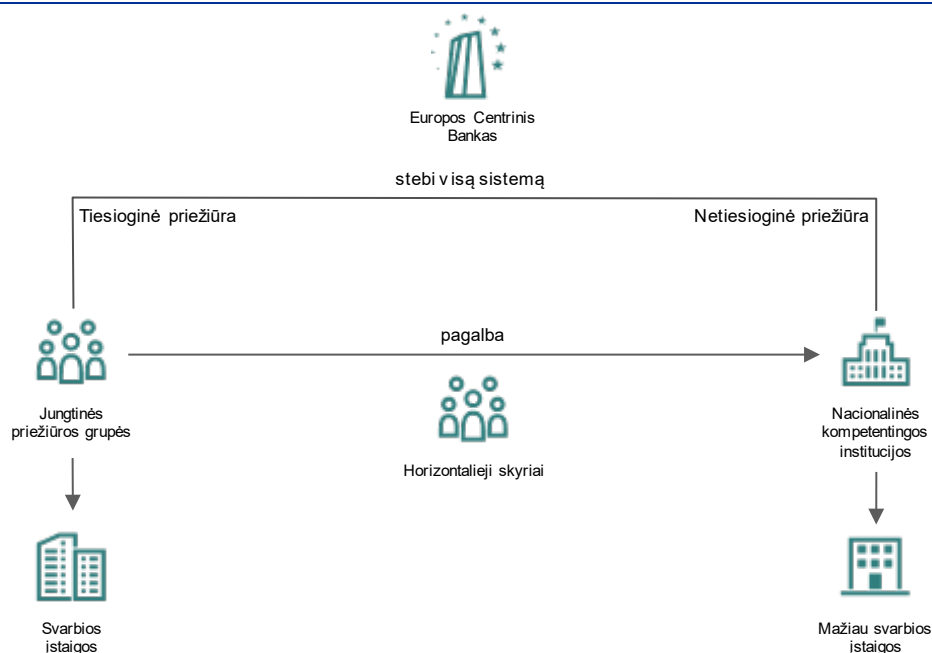 Europos Centrinis
Bankas
stebi visą sistemą
Tiesioginė priežiūra
Netiesioginė priežiūra
pagalba
Jungtinės
priežiūros grupės
Horizontalieji skyriai
Nacionalinės
kompetentingos
institucijos
Svarbios
įstaigos
Mažiau svarbios
įstaigos